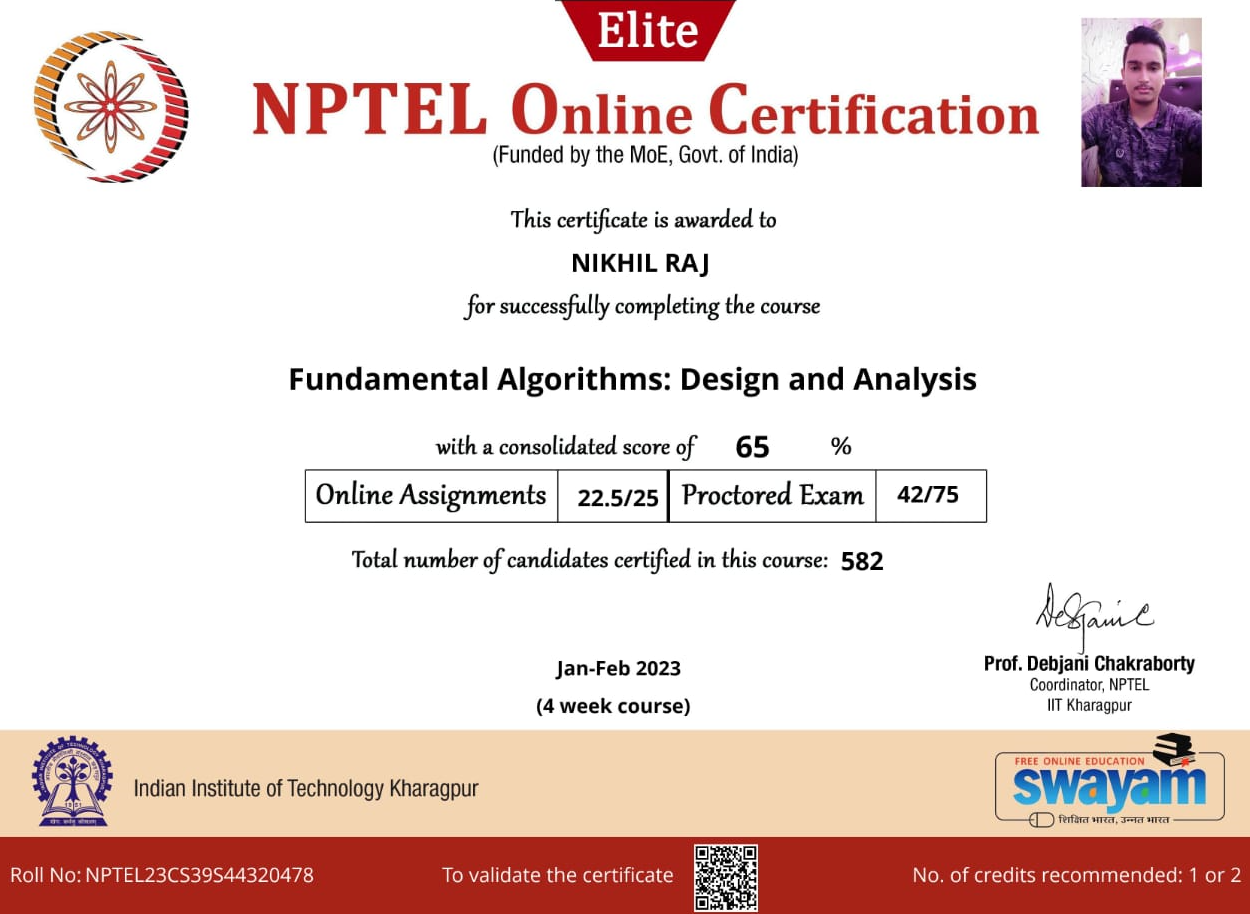 Elite
NPTEL Online Certification
(Funded by the MoE, Govt. of India)
This certificate is awarded to
NIKHIL RAJ
for successfully completing the course
Fundamental Algorithms: Design and Analysis
with a consolidated score of 65 %
Online Assignments 22.5/25 Proctored Exam 42/75
Total number of candidates certified in this course: 582
Jan-Feb 2023
(4 week course)
Prof. Debjani Chakraborty
Coordinator, NPTEL
IIT Kharagpur
Indian Institute of Technology Kharagpur
FREE ONLINE EDUCATION
swayam
शिक्षित भारत, उन्नत भारत
Roll No: NPTEL23CS39S44320478
To validate the certificate
No. of credits recommended: 1 or 2